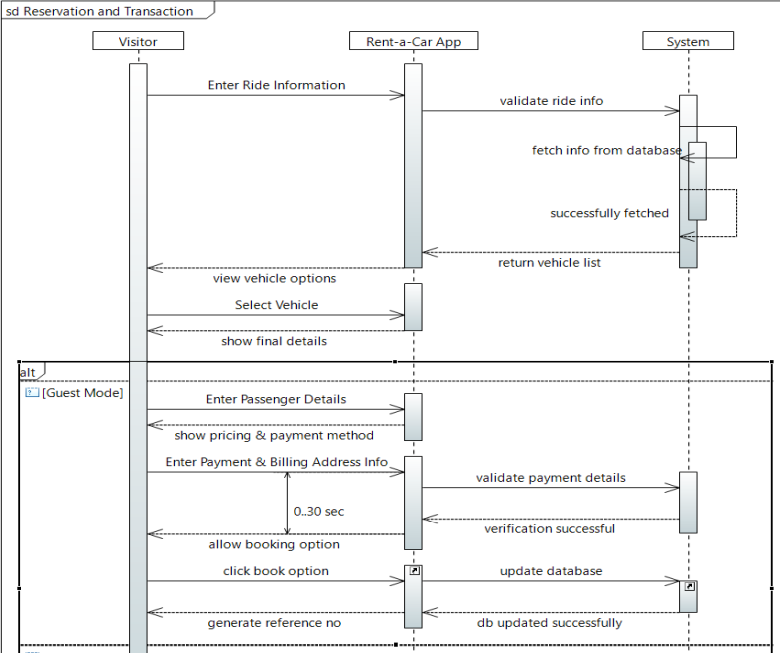 sd Reservation and Transaction
Visitor
Rent-a-Car App
System
Enter Ride Information
validate ride info
fetch info from database
successfully fetched
return vehicle list
view vehicle options
Select Vehicle
show final details
alt
[Guest Mode]
Enter Passenger Details
show pricing & payment method
Enter Payment & Billing Address Info
validate payment details
0..30 sec
verification successful
allow booking option
click book option
update database
generate reference no
db updated successfully